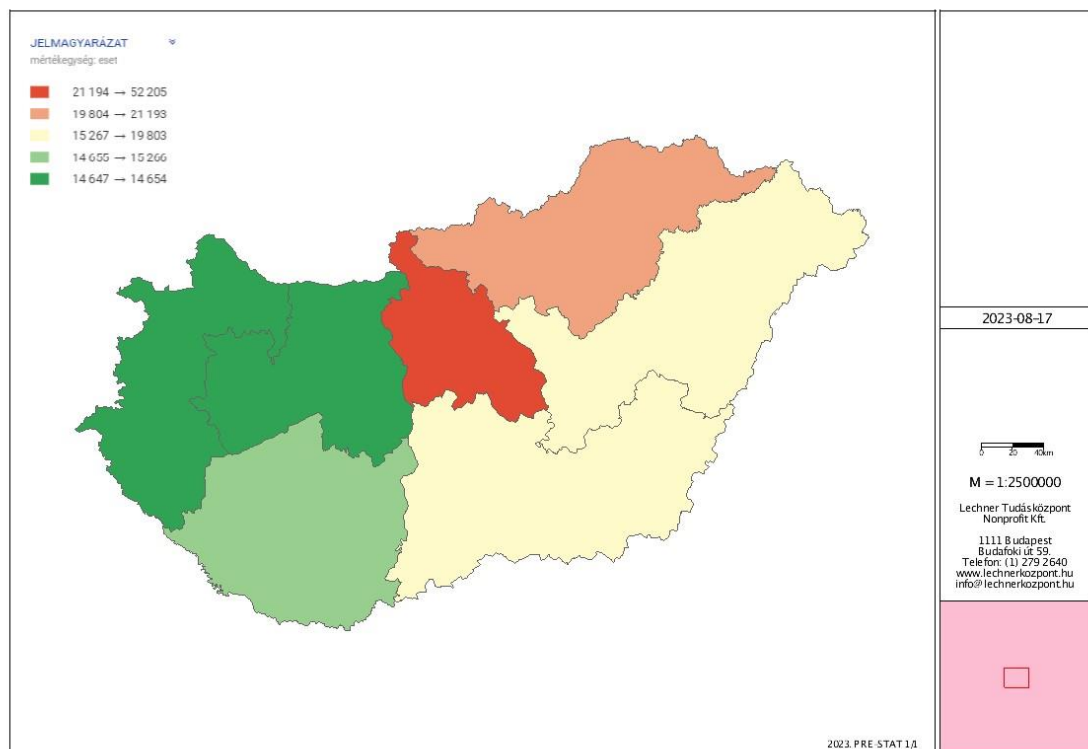 JELMAGYARÁZAT
mértékegység: eset
21 194 → 52 205
19 804 → 21 193
15 267 → 19 803
14 655 → 15 266
14 647 → 14 654
2023-08-17
0 20 40km
M = 1:2500000
Lechner Tudásközpont
Nonprofit Kft.
1111 Budapest
Budafoki út 59.
Telefon: (1) 279 2640
www.lechnerkozpont.hu
info@lechnerkozpont.hu
2023. PRE-STAT 1/1